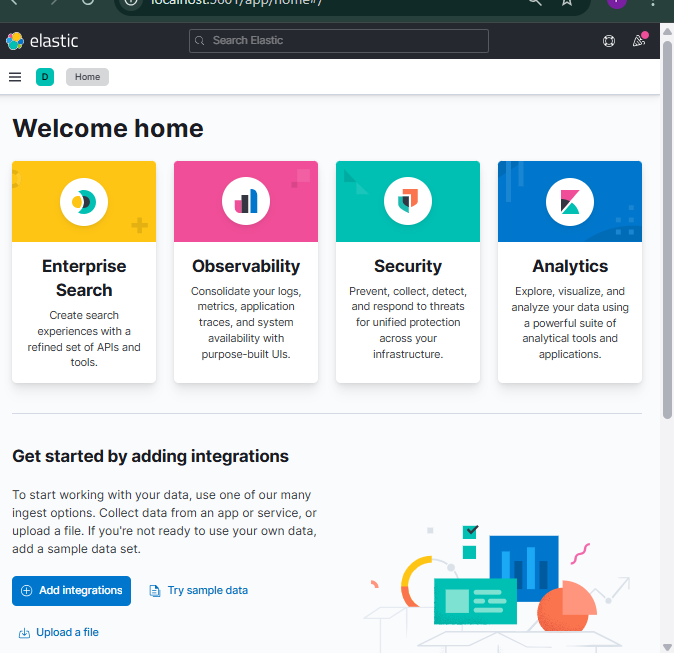 localhost:5601/app/home#/
elastic
Search Elastic
D
Home
Welcome home
Enterprise
Search
Create search
experiences with a
refined set of APIs and
tools.
Observability
Consolidate your logs,
metrics, application
traces, and system
availability with
purpose-built UIs.
Security
Prevent, collect, detect,
and respond to threats
for unified protection
across your
infrastructure.
Analytics
Explore, visualize, and
analyze your data using
a powerful suite of
analytical tools and
applications.
Get started by adding integrations
To start working with your data, use one of our many
ingest options. Collect data from an app or service, or
upload a file. If you're not ready to use your own data,
add a sample data set.
Add integrations
Try sample data
Upload a file